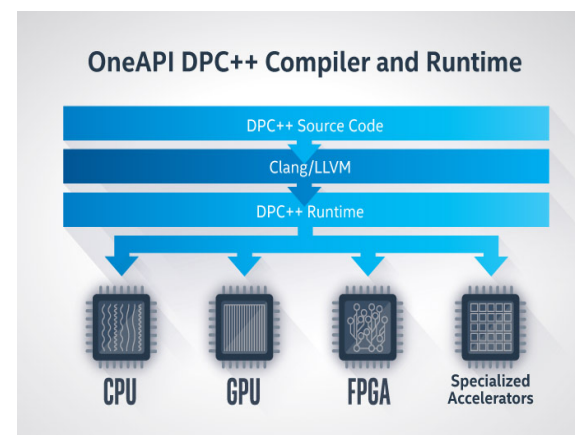 OneAPI DPC++ Compiler and Runtime
DPC++ Source Code
Clang/LLVM
DPC++ Runtime
CPU
GPU
FPGA
Specialized
Accelerators